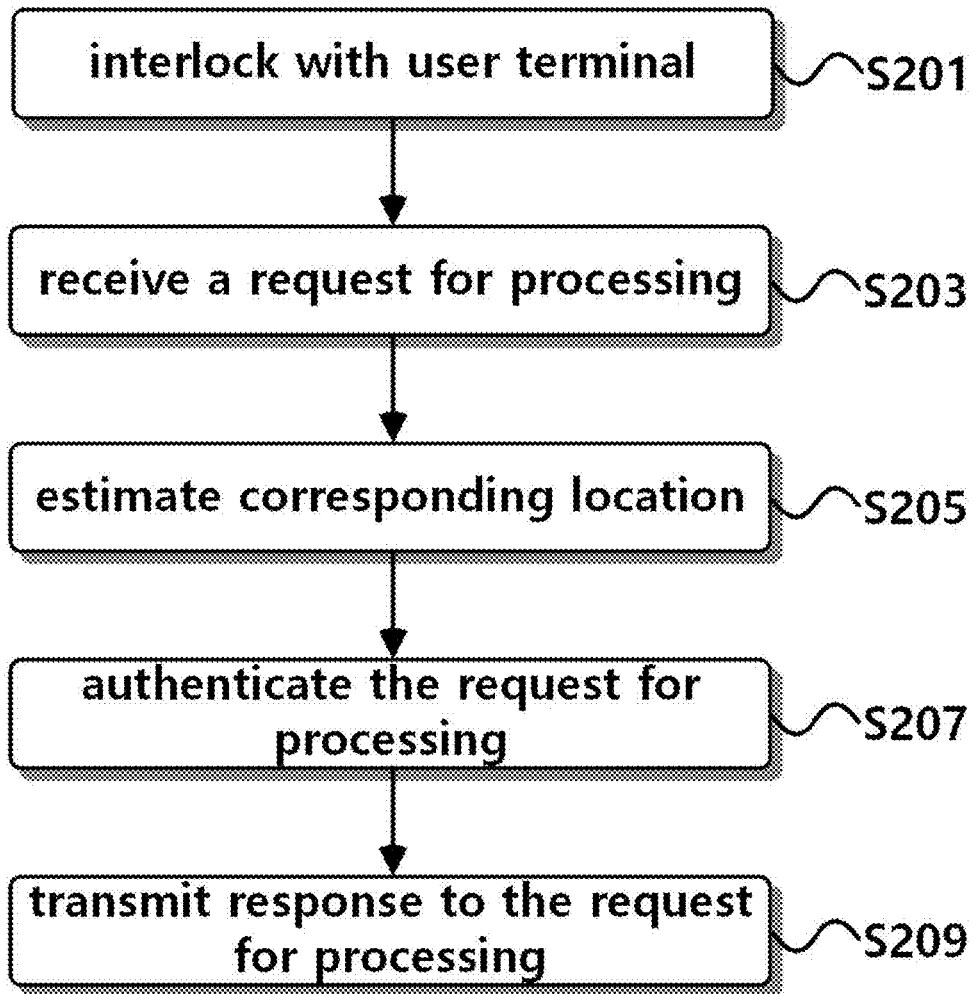 interlock with user terminal
S201
receive a request for processing
S203
estimate corresponding location
S205
authenticate the request for
processing
S207
transmit response to the request
for processing
S209